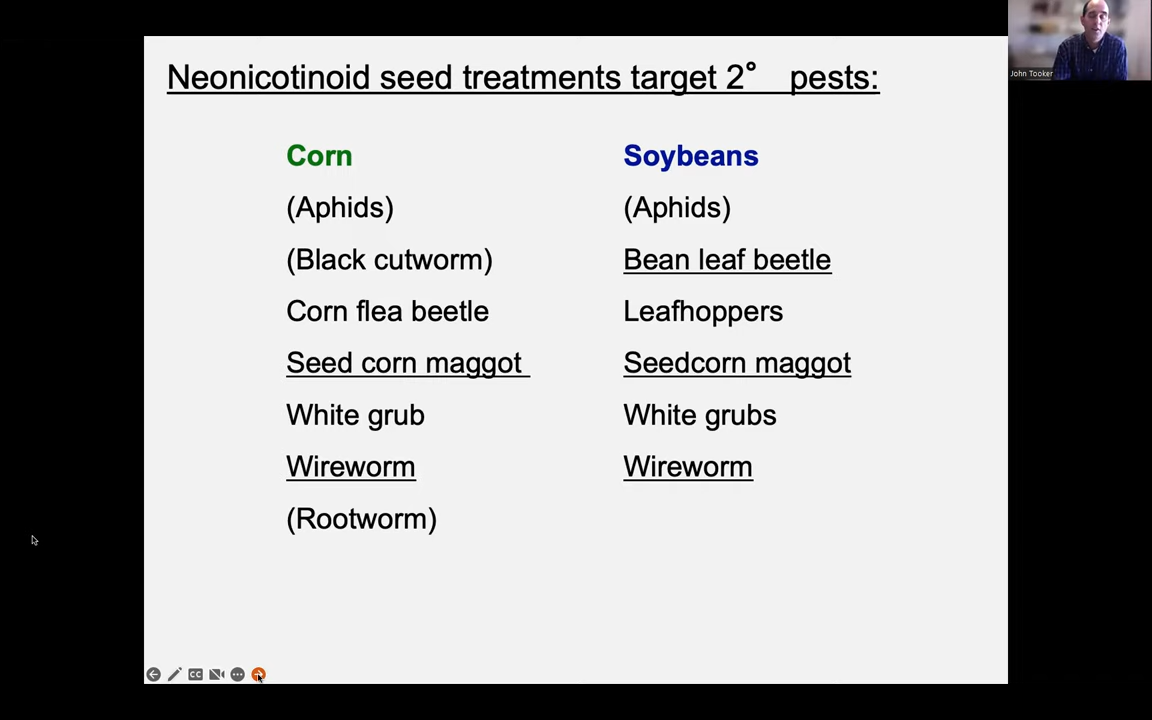 John Tooker
Neonicotinoid seed treatments target 2° pests:
Corn
(Aphids)
(Black cutworm)
Corn flea beetle
Seed corn maggot
White grub
Wireworm
(Rootworm)
Soybeans
(Aphids)
Bean leaf beetle
Leafhoppers
Seedcorn maggot
White grubs
Wireworm
CC